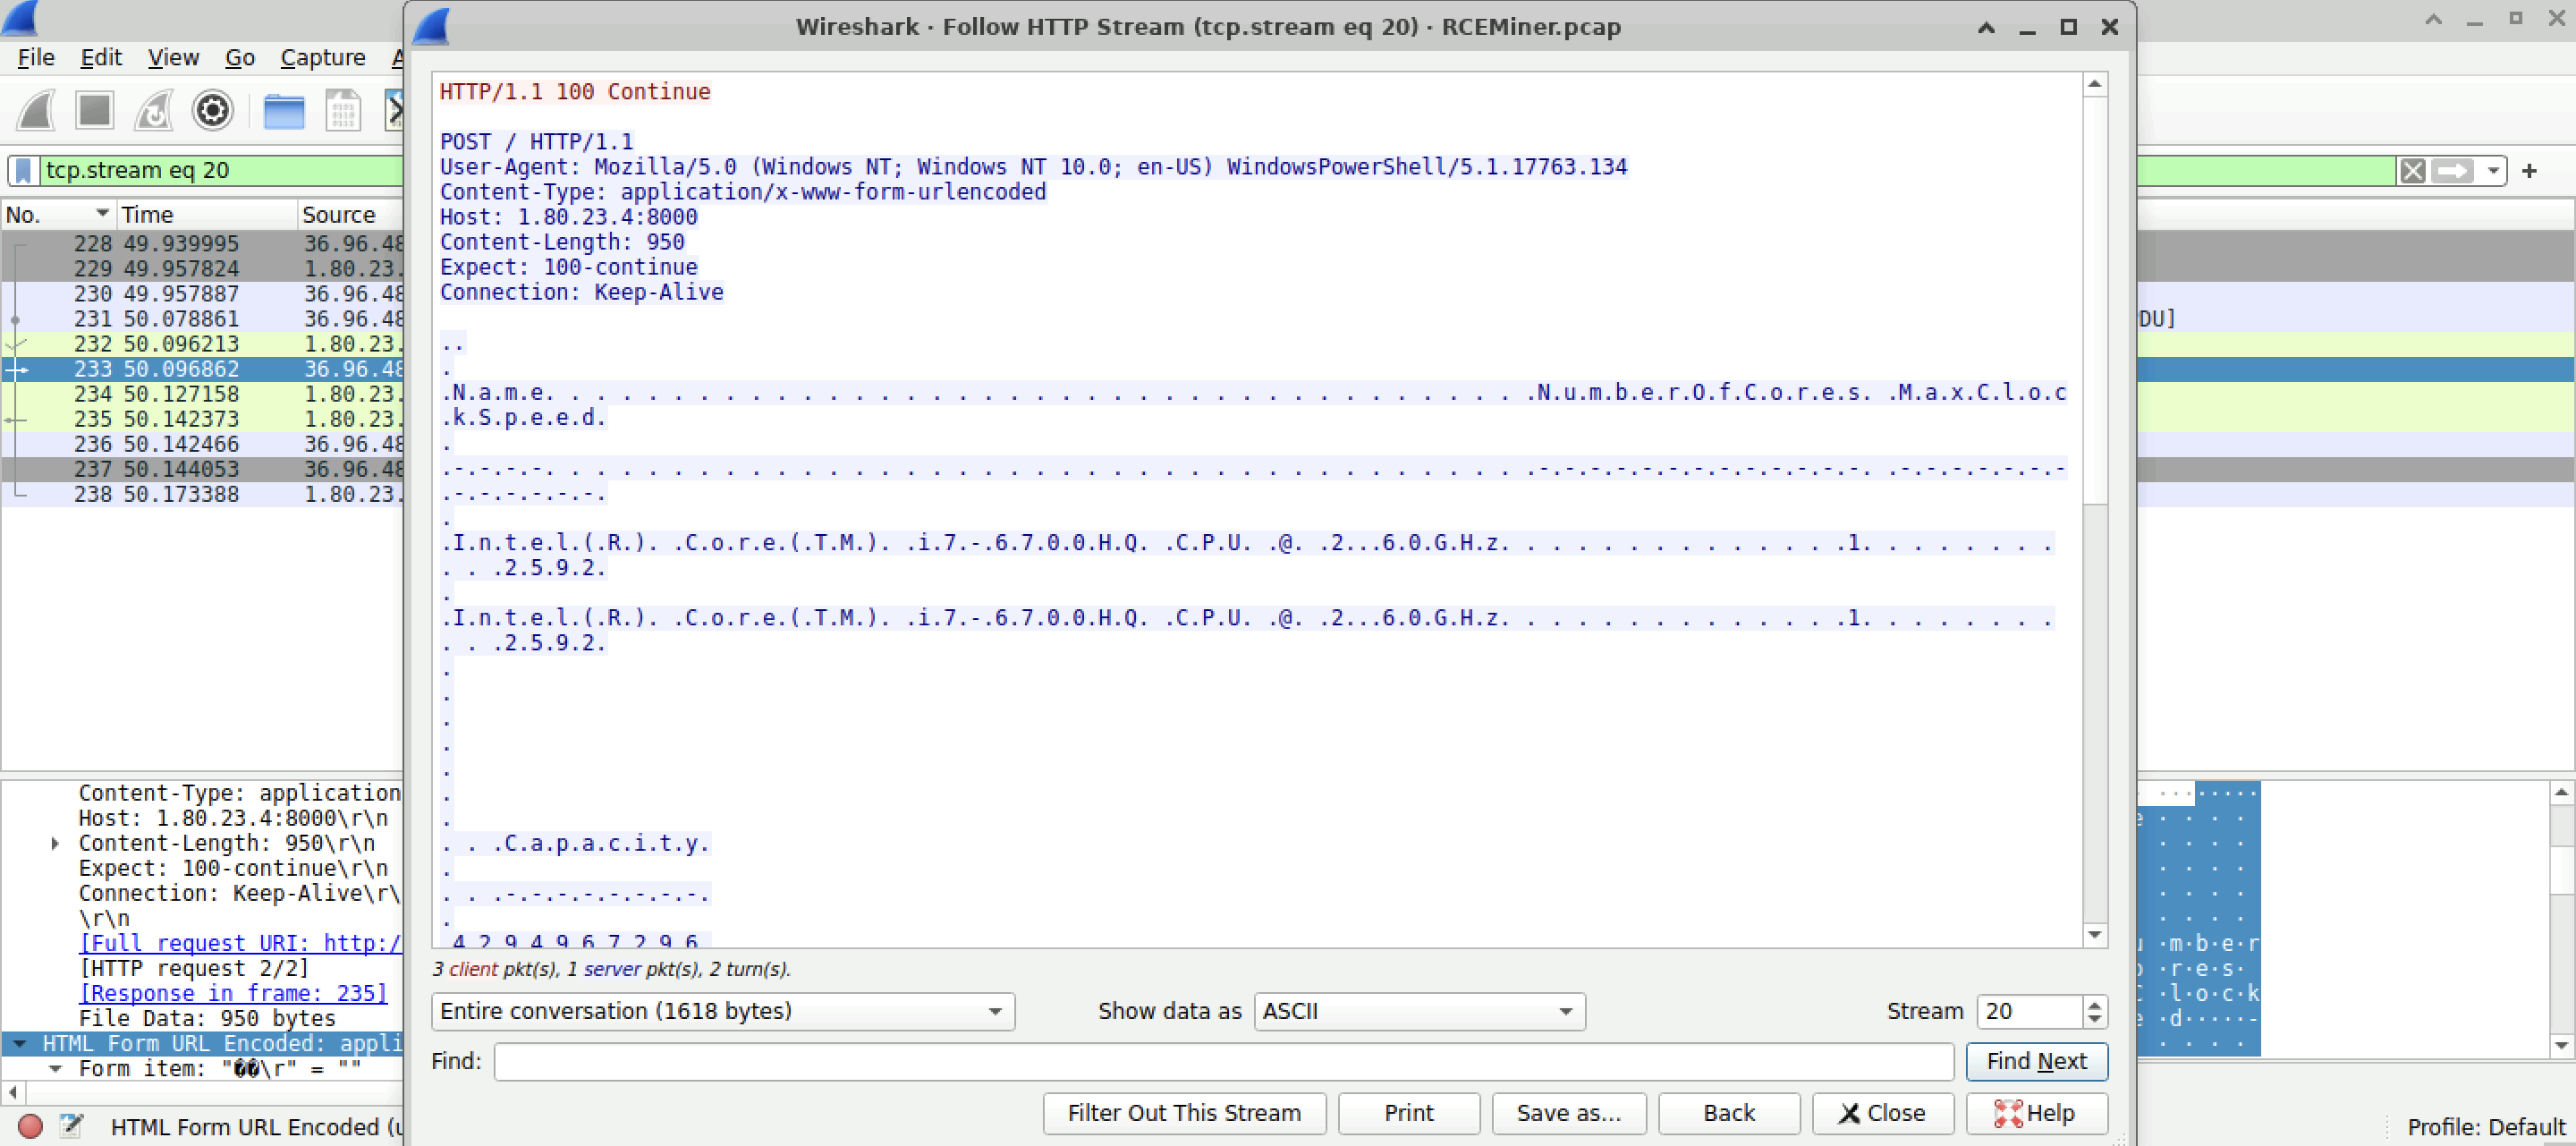 Wireshark · Follow HTTP Stream (tcp.stream eq 20) · RCEMiner.pcap
File Edit View Go Capture A
tcp.stream eq 20
No. Time Source
228 49.939995 36.96.48
229 49.957824 1.80.23.
230 49.957887 36.96.48
231 50.078861 36.96.48
232 50.096213 1.80.23.
233 50.096862 36.96.48
234 50.127158 1.80.23.
235 50.142373 1.80.23.
236 50.142466 36.96.48
237 50.144053 36.96.48
238 50.173388 1.80.23.
DU]
HTTP/1.1 100 Continue
POST / HTTP/1.1
User-Agent: Mozilla/5.0 (Windows NT; Windows NT 10.0; en-US) WindowsPowerShell/5.1.17763.134
Content-Type: application/x-www-form-urlencoded
Host: 1.80.23.4:8000
Content-Length: 950
Expect: 100-continue
Connection: Keep-Alive
..
.
.N.a.m.e. . . . . . . . . . . . . . . . . . . . . . . . . . . . . . . . . . . . . . .N.u.m.b.e.r.O.f.C.o.r.e.s. .M.a.x.C.l.o.c
.k.S.p.e.e.d.
.
.-.-.-.-. . . . . . . . . . . . . . . . . . . . . . . . . . . . . . . . . . . . . . .-.-.-.-.-.-.-.-.-.-.-.-.-. .-.-.-.-.-.-.-
.-.-.-.-.-.-.
.
.I.n.t.e.l.(.R.). .C.o.r.e.(.T.M.). .i.7.-.6.7.0.0.H.Q. .C.P.U. .@. .2...6.0.G.H.z. . . . . . . . . . . . . .1. . . . . . . .
. . .2.5.9.2.
.
.I.n.t.e.l.(.R.). .C.o.r.e.(.T.M.). .i.7.-.6.7.0.0.H.Q. .C.P.U. .@. .2...6.0.G.H.z. . . . . . . . . . . . . .1. . . . . . . .
. . .2.5.9.2.
.
.
.
.
.
.
.
. . .C.a.p.a.c.i.t.y.
.
. . .-.-.-.-.-.-.-.-.
.
.4.2.9.4.9.6.7.2.9.6.
3 client pkt(s), 1 server pkt(s), 2 turn(s).
Entire conversation (1618 bytes) Show data as ASCII Stream 20
Find: Find Next
Filter Out This Stream Print Save as... Back Close Help
Content-Type: application
Host: 1.80.23.4:8000\r\n
Content-Length: 950\r\n
Expect: 100-continue\r\n
Connection: Keep-Alive\r\
\r\n
[Full request URI: http:/
[HTTP request 2/2]
[Response in frame: 235]
File Data: 950 bytes
HTML Form URL Encoded: appli
Form item: "��\r" = ""
·m·b·e·r
·r·e·s·
·l·o·c·k
·d·····-
HTML Form URL Encoded (u
Profile: Default